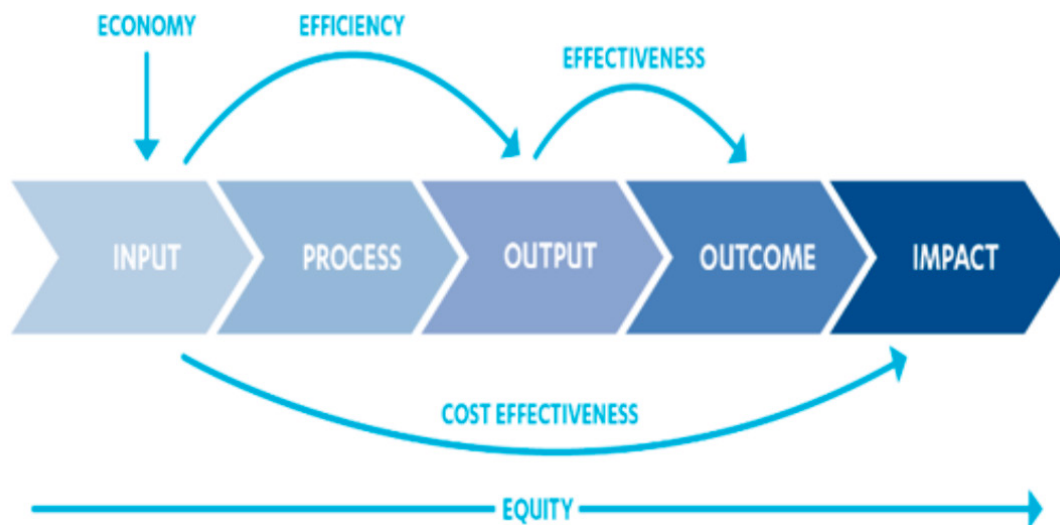 ECONOMY
EFFICIENCY
EFFECTIVENESS
INPUT
PROCESS
OUTPUT
OUTCOME
IMPACT
COST EFFECTIVENESS
EQUITY